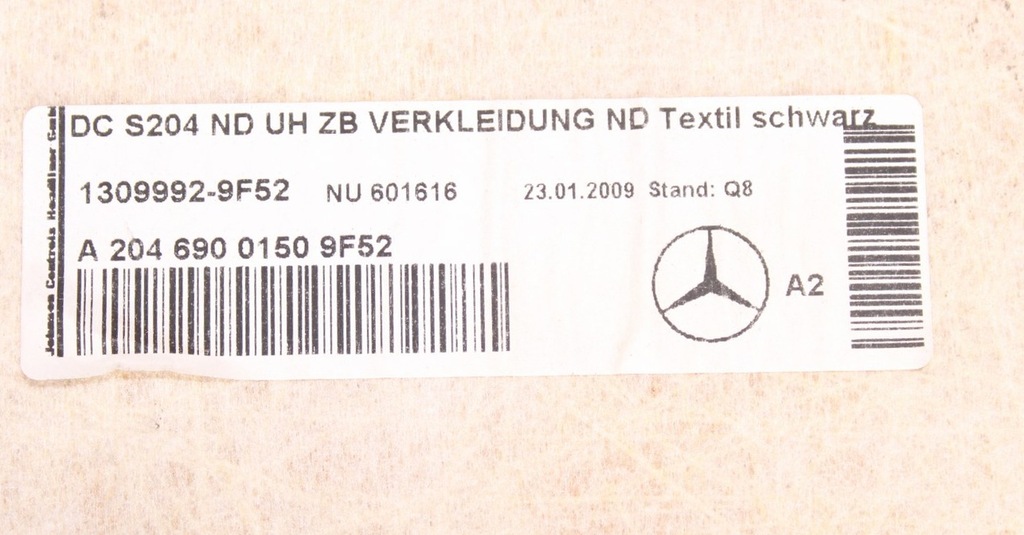 DC S204 ND UH ZB VERKLEIDUNG ND Textil schwarz
1309992-9F52 NU 601616 23.01.2009 Stand: Q8
A 204 690 0150 9F52
A2
Johnson Controls Headliner GmbH